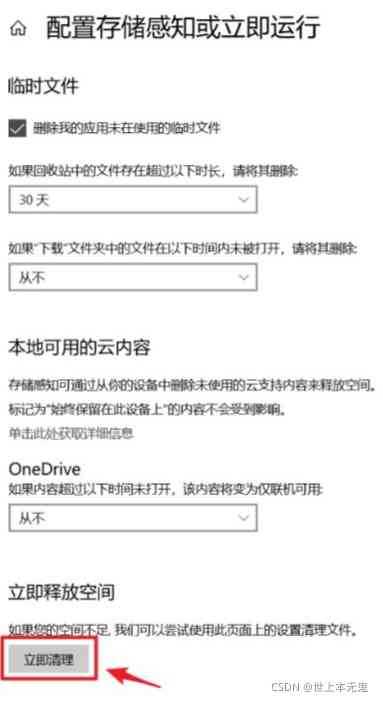 配置存储感知或立即运行
临时文件
删除我的应用未在使用的临时文件
如果回收站中的文件存在超过以下时长，请将其删除:
30 天
如果"下载"文件夹中的文件在以下时间内未被打开，请将其删除:
从不
本地可用的云内容
存储感知可通过从你的设备中删除未使用的云支持内容来释放空间。
标记为"始终保留在此设备上"的内容不会受到影响。
单击此处获取详细信息
OneDrive
如果内容超过以下时间未打开，该内容将变为仅联机可用:
从不
立即释放空间
如果您的空间不足, 我们可以尝试使用此页面上的设置清理文件。
立即清理
CSDN @世上本无鬼